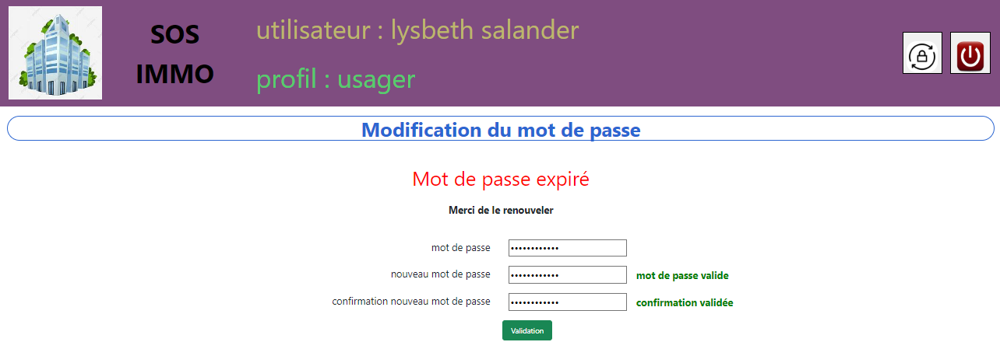 SOS
IMMO
utilisateur : lysbeth salander
profil : usager
Modification du mot de passe
Mot de passe expiré
Merci de le renouveler
mot de passe ••••••••••••
nouveau mot de passe •••••••••••• mot de passe valide
confirmation nouveau mot de passe •••••••••••• confirmation validée
Validation